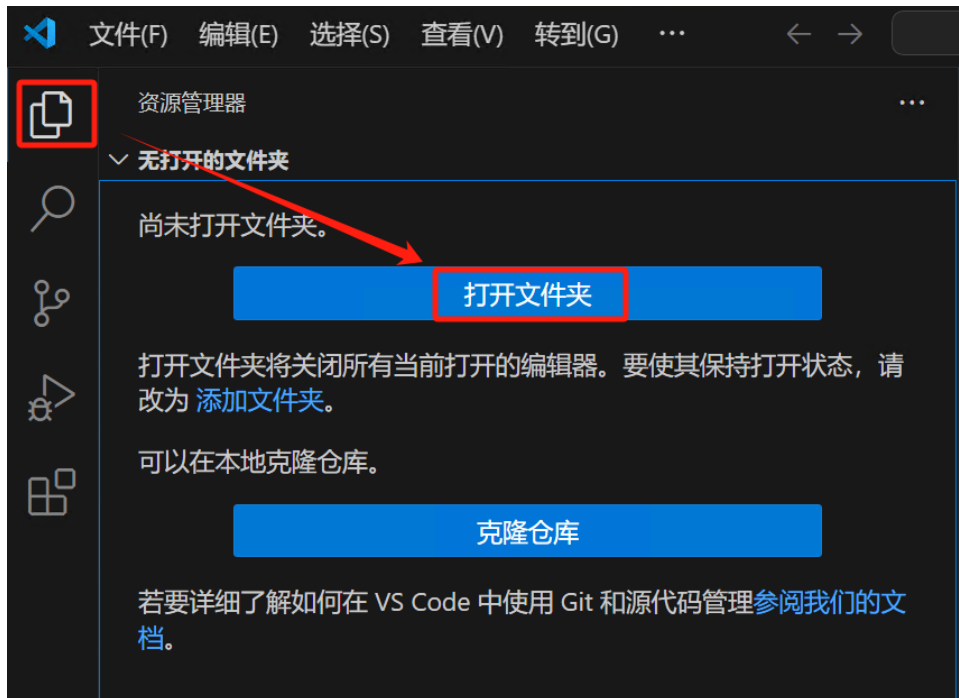 文件(F) 编辑(E) 选择(S) 查看(V) 转到(G) ···
资源管理器 ···
无打开的文件夹
尚未打开文件夹。
打开文件夹
打开文件夹将关闭所有当前打开的编辑器。要使其保持打开状态，请
改为 添加文件夹。
可以在本地克隆仓库。
克隆仓库
若要详细了解如何在 VS Code 中使用 Git 和源代码管理参阅我们的文
档。